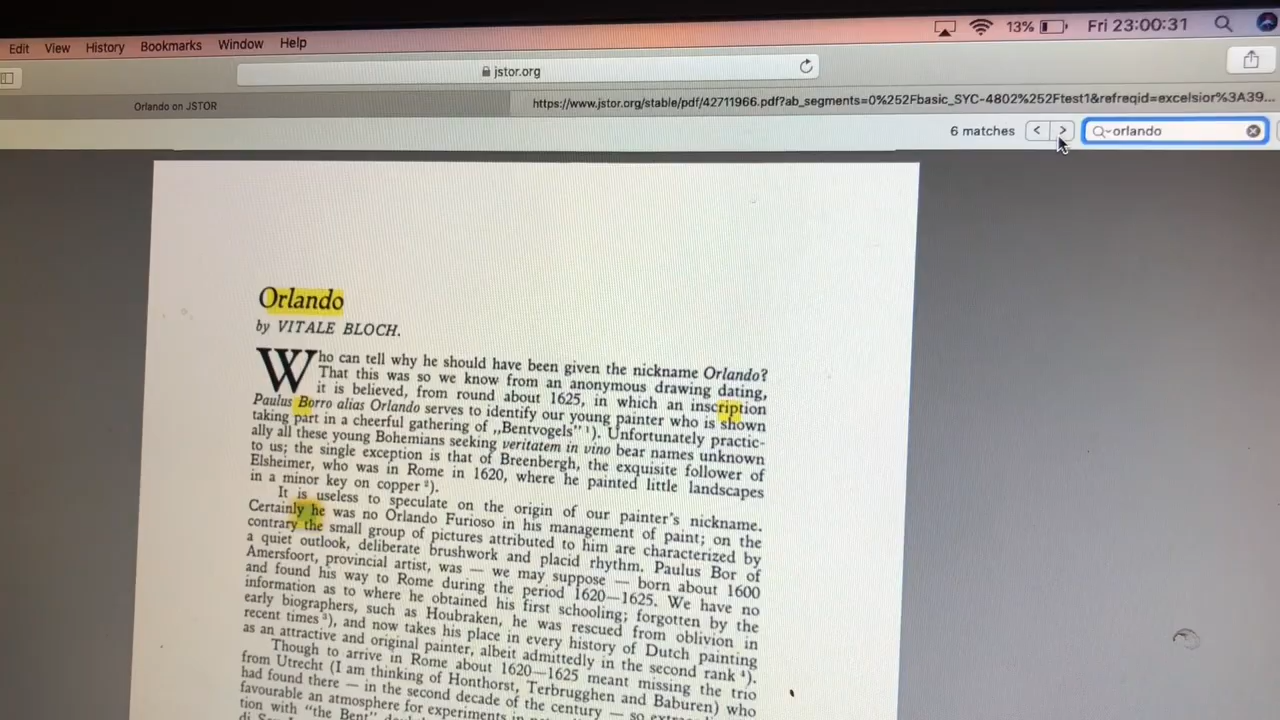 Edit View History Bookmarks Window Help 13% Fri 23:00:31
jstor.org
Orlando on JSTOR https://www.jstor.org/stable/pdf/42711966.pdf?ab_segments=0%252Fbasic_SYC-4802%252Ftest1&refreqid=excelsior%3A39...
6 matches < > orlando
Orlando
by VITALE BLOCH.
Who can tell why he should have been given the nickname Orlando?
That this was so we know from an anonymous drawing dating,
it is believed, from round about 1625, in which an inscription
Paulus Borro alias Orlando serves to identify our young painter who is shown
taking part in a cheerful gathering of „Bentvogels" ¹). Unfortunately practic-
ally all these young Bohemians seeking veritatem in vino bear names unknown
to us; the single exception is that of Breenbergh, the exquisite follower of
Elsheimer, who was in Rome in 1620, where he painted little landscapes
in a minor key on copper ²).
It is useless to speculate on the origin of our painter's nickname.
Certainly he was no Orlando Furioso in his management of paint; on the
contrary the small group of pictures attributed to him are characterized by
a quiet outlook, deliberate brushwork and placid rhythm. Paulus Bor of
Amersfoort, provincial artist, was — we may suppose — born about 1600
and found his way to Rome during the period 1620—1625. We have no
information as to where he obtained his first schooling; forgotten by the
early biographers, such as Houbraken, he was rescued from oblivion in
recent times ³), and now takes his place in every history of Dutch painting
as an attractive and original painter, albeit admittedly in the second rank ⁴).
Though to arrive in Rome about 1620—1625 meant missing the trio
from Utrecht (I am thinking of Honthorst, Terbrugghen and Baburen) who
had found there — in the second decade of the century — so
favourable an atmosphere for experiments in
tion with "the Bent"